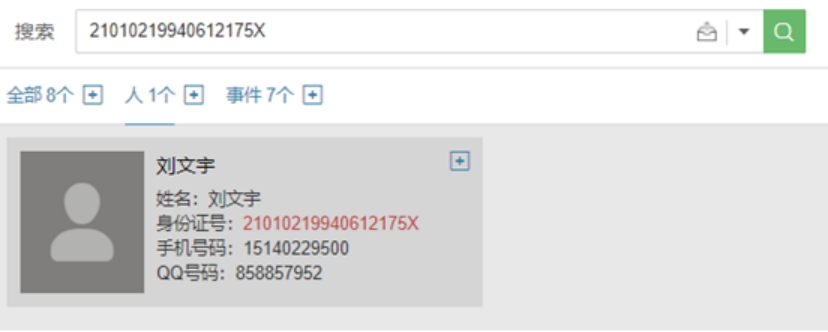 搜索 21010219940612175X
全部 8个 人 1个 事件 7个
刘文宇
姓名：刘文宇
身份证号：21010219940612175X
手机号码：15140229500
QQ号码：858857952